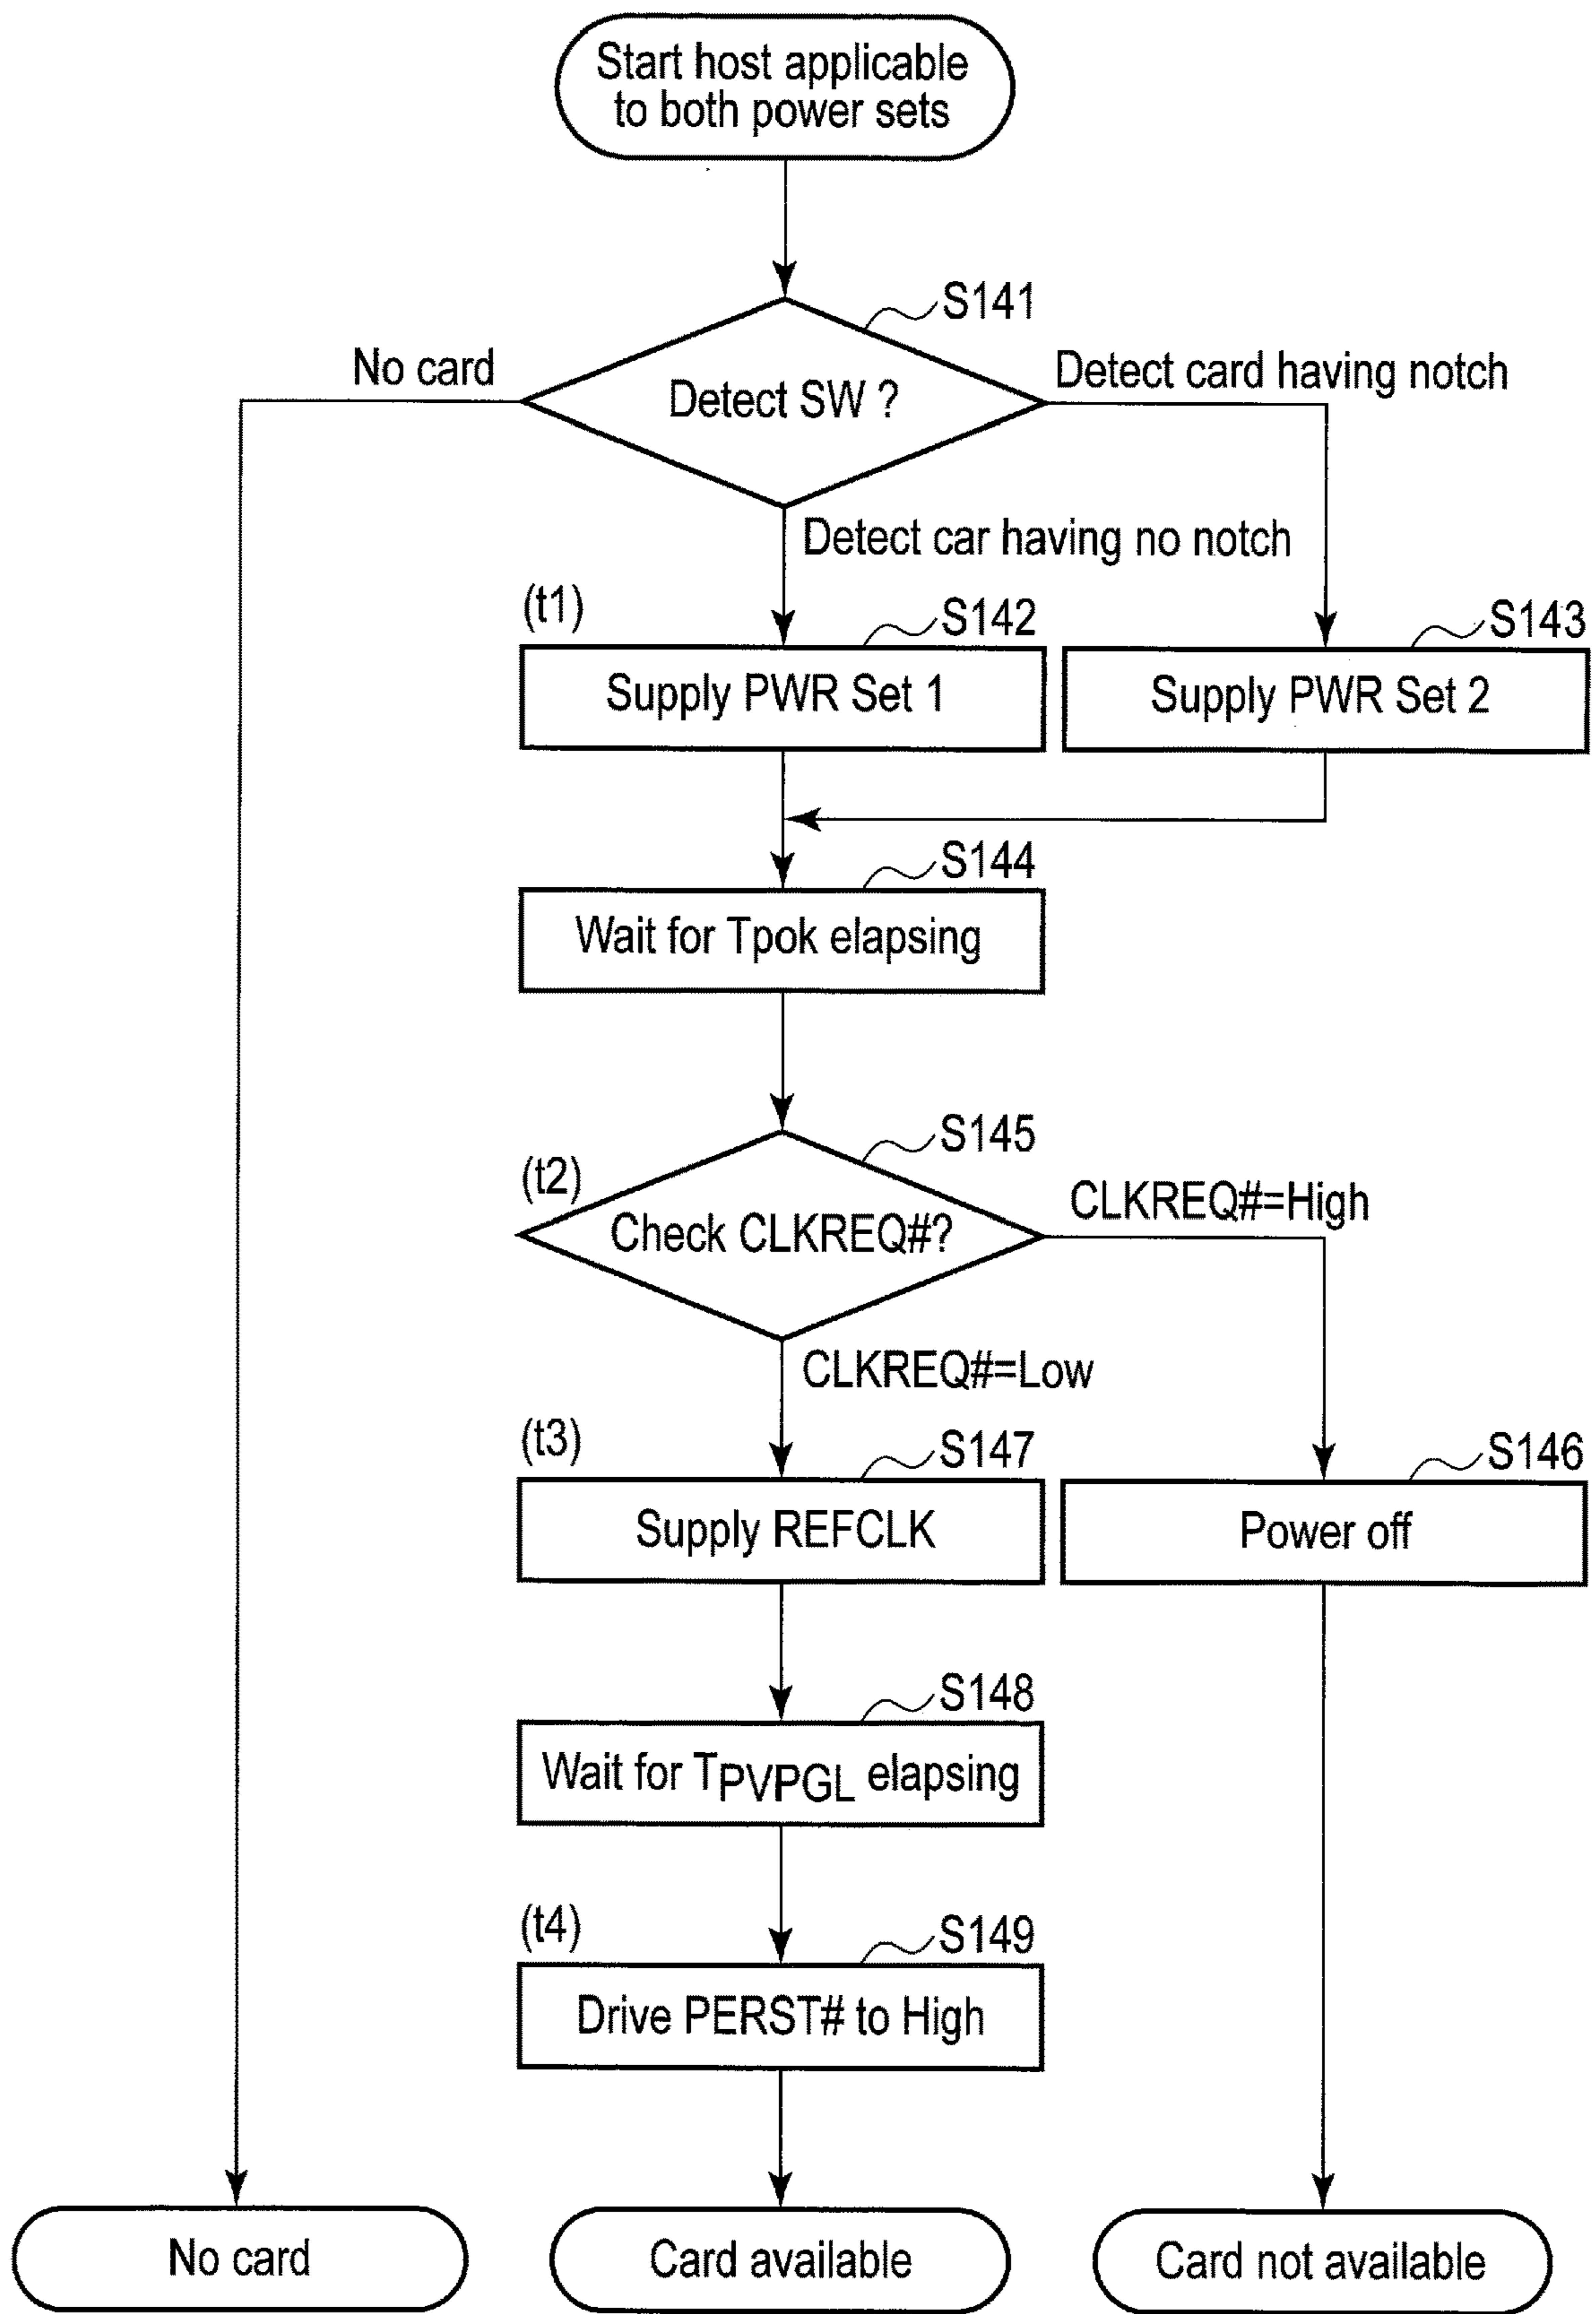 Start host applicable
to both power sets
S141
No card
Detect SW ?
Detect card having notch
Detect car having no notch
(t1)
S142
S143
Supply PWR Set 1
Supply PWR Set 2
S144
Wait for Tpok elapsing
S145
(t2)
Check CLKREQ#?
CLKREQ#=High
CLKREQ#=Low
(t3)
S147
S146
Supply REFCLK
Power off
S148
Wait for TPVPGL elapsing
(t4)
S149
Drive PERST# to High
No card
Card available
Card not available